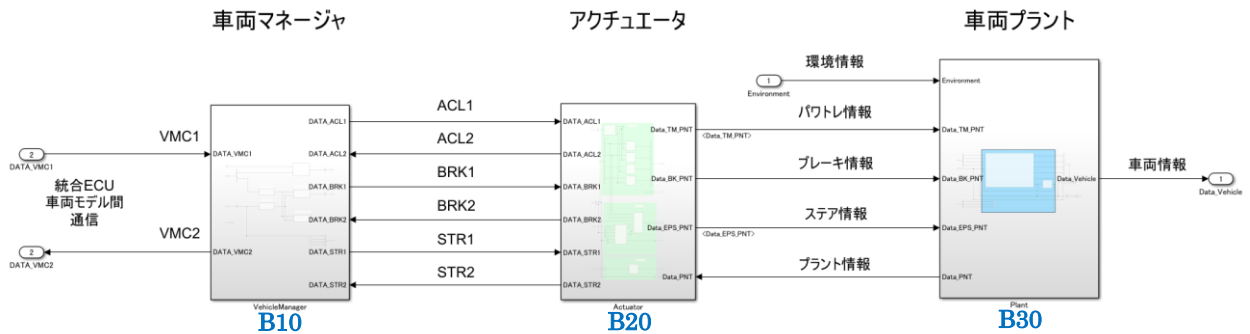 車両マネージャ
アクチュエータ
車両プラント
環境情報
1
Environment
Environment
ACL1
パワトレ情報
DATA_ACL1
DATA_ACL1
Data_TM_PNT
<Data_TM_PNT>
Data_TM_PNT
VMC1
ACL2
2
DATA_VMC1
DATA_VMC1
DATA_ACL2
DATA_ACL2
BRK1
ブレーキ情報
車両情報
統合ECU
車両モデル間
通信
DATA_BRK1
DATA_BRK1
Data_BK_PNT
Data_BK_PNT
Data_Vehicle
1
Data_Vehicle
BRK2
ステア情報
DATA_BRK2
DATA_BRK2
Data_EPS_PNT
<Data_EPS_PNT>
Data_EPS_PNT
VMC2
STR1
2
DATA_VMC2
DATA_VMC2
DATA_STR1
DATA_STR1
STR2
プラント情報
DATA_STR2
DATA_STR2
Data_PNT
Data_PNT
VehicleManager
Actuator
Plant
B10
B20
B30